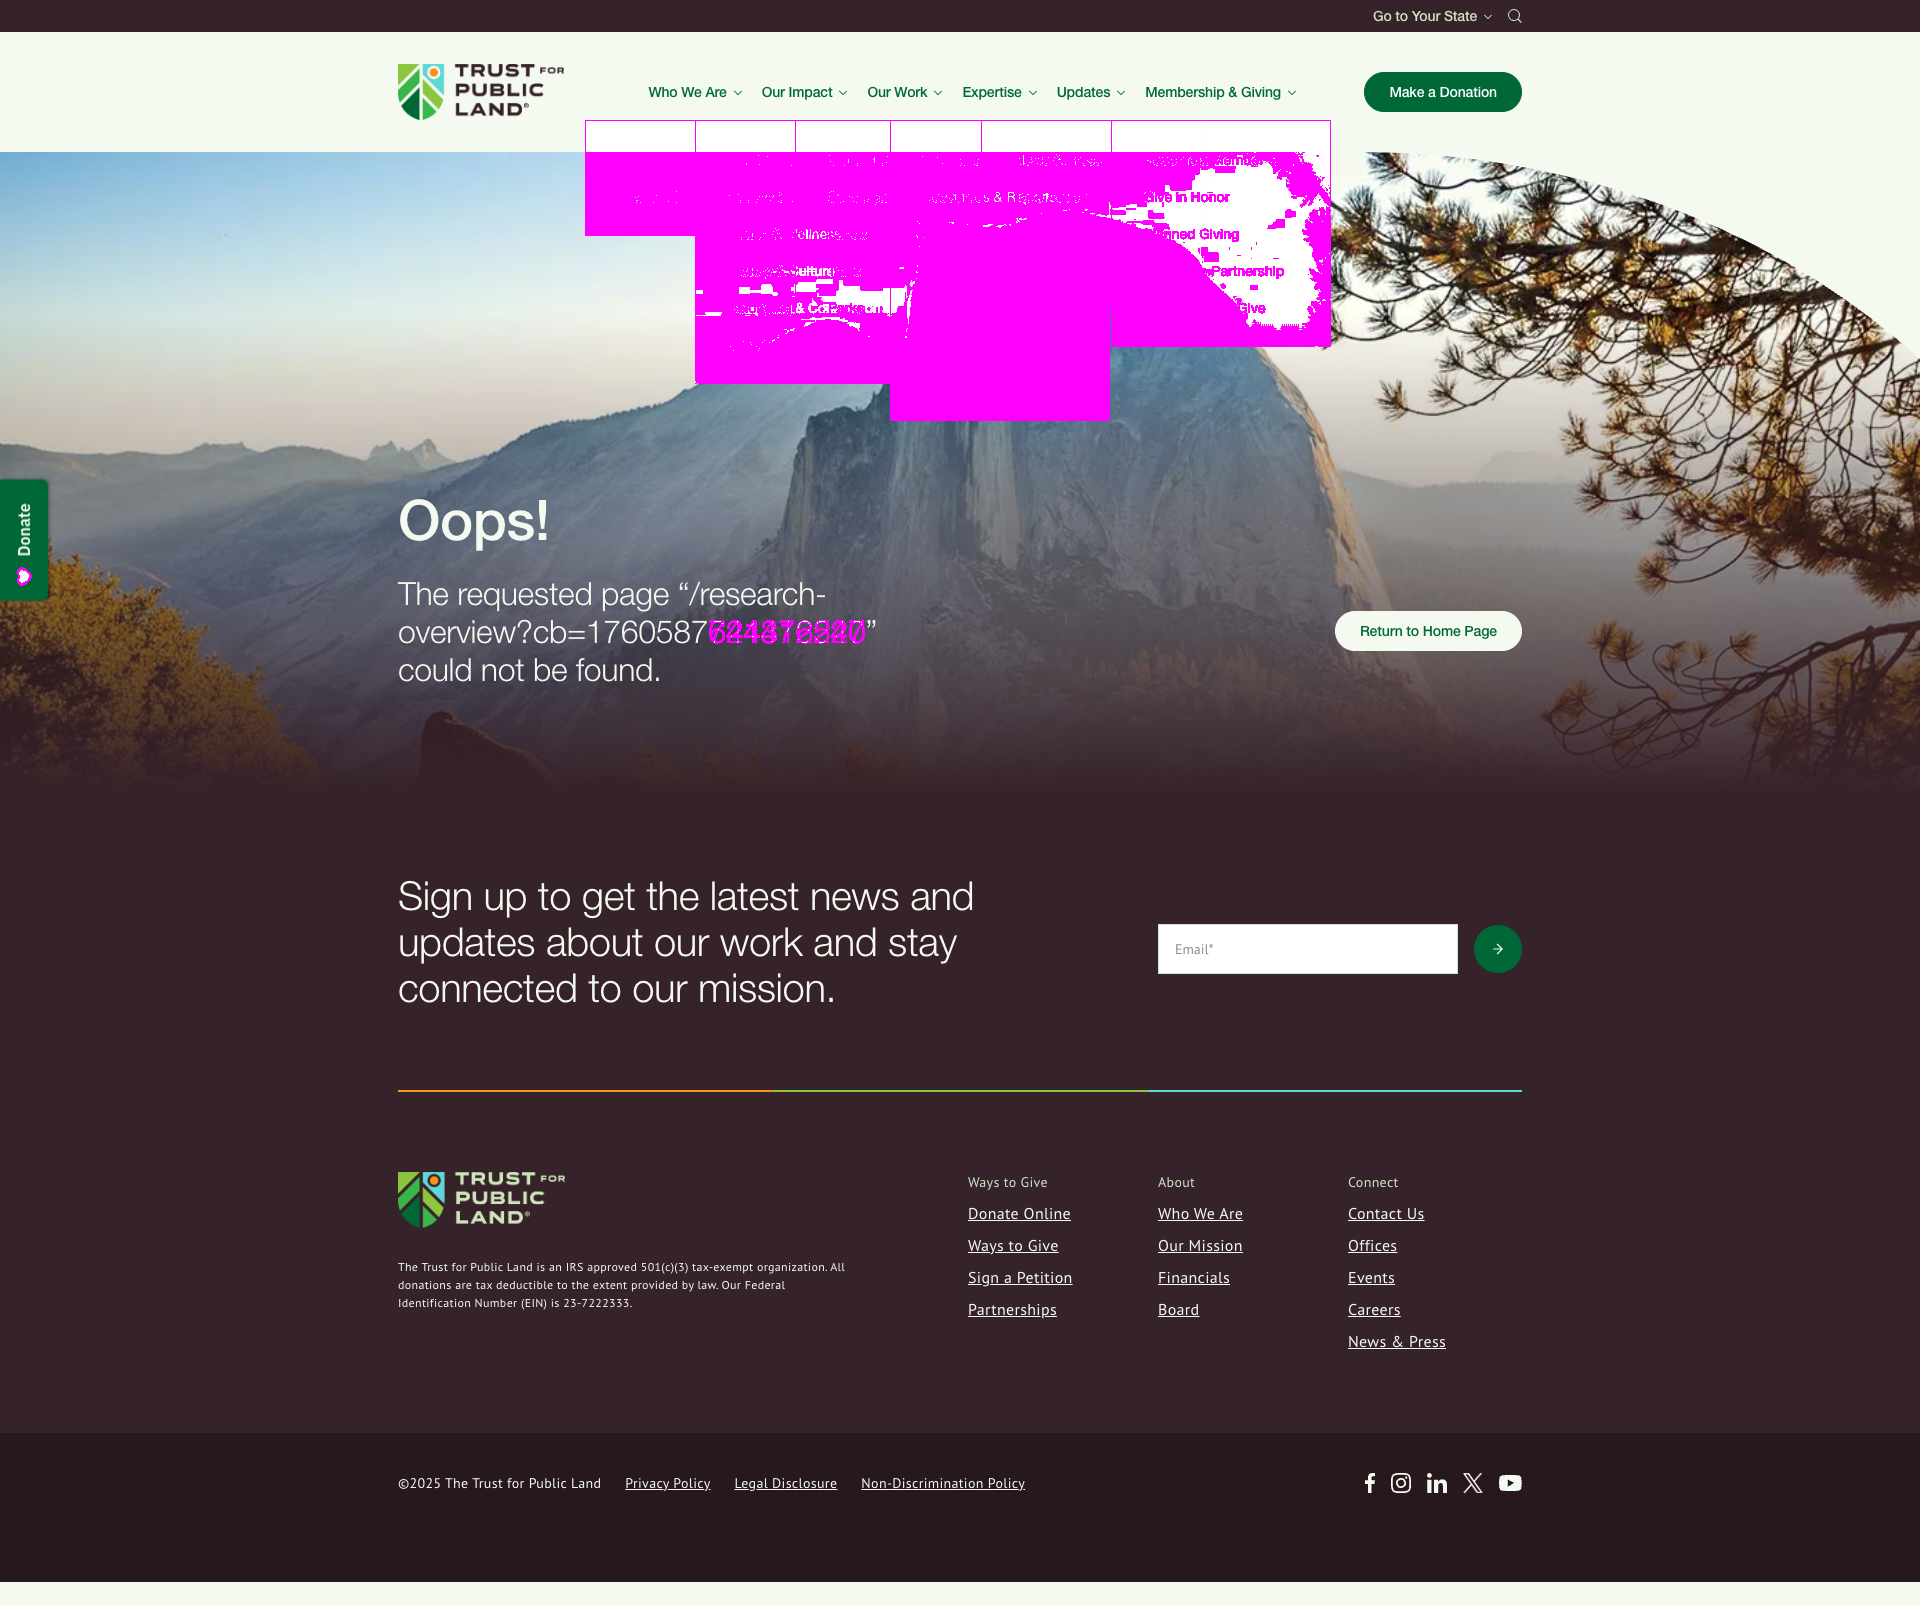 Go to Your State
TRUST FOR
PUBLIC
LAND®
Who We Are
Our Impact
Our Work
Expertise
Updates
Membership & Giving
Make a Donation
Give in Honor
Giving
Partnership
Give
Donate
Oops!
The requested page “/research-
overview?cb=1760587
”
could not be found.
Return to Home Page
Sign up to get the latest news and
updates about our work and stay
connected to our mission.
Email*
TRUST FOR
PUBLIC
LAND®
The Trust for Public Land is an IRS approved 501(c)(3) tax-exempt organization. All
donations are tax deductible to the extent provided by law. Our Federal
Identification Number (EIN) is 23-7222333.
Ways to Give
Donate Online
Ways to Give
Sign a Petition
Partnerships
About
Who We Are
Our Mission
Financials
Board
Connect
Contact Us
Offices
Events
Careers
News & Press
©2025 The Trust for Public Land
Privacy Policy
Legal Disclosure
Non-Discrimination Policy